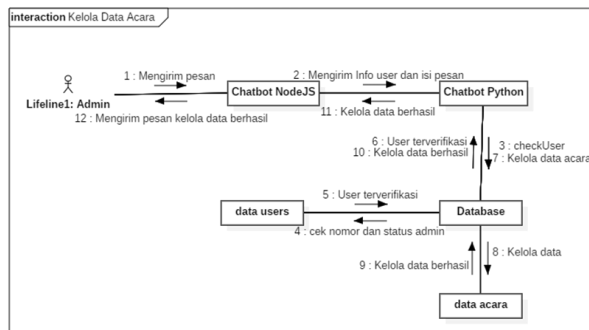 interaction Kelola Data Acara
1 : Mengirim pesan
2 : Mengirim Info user dan isi pesan
Lifeline1: Admin
Chatbot NodeJS
Chatbot Python
12 : Mengirim pesan kelola data berhasil
11 : Kelola data berhasil
6 : User terverifikasi
10 : Kelola data berhasil
3 : checkUser
7 : Kelola data acara
5 : User terverifikasi
data users
Database
4 : cek nomor dan status admin
8 : Kelola data
9 : Kelola data berhasil
data acara